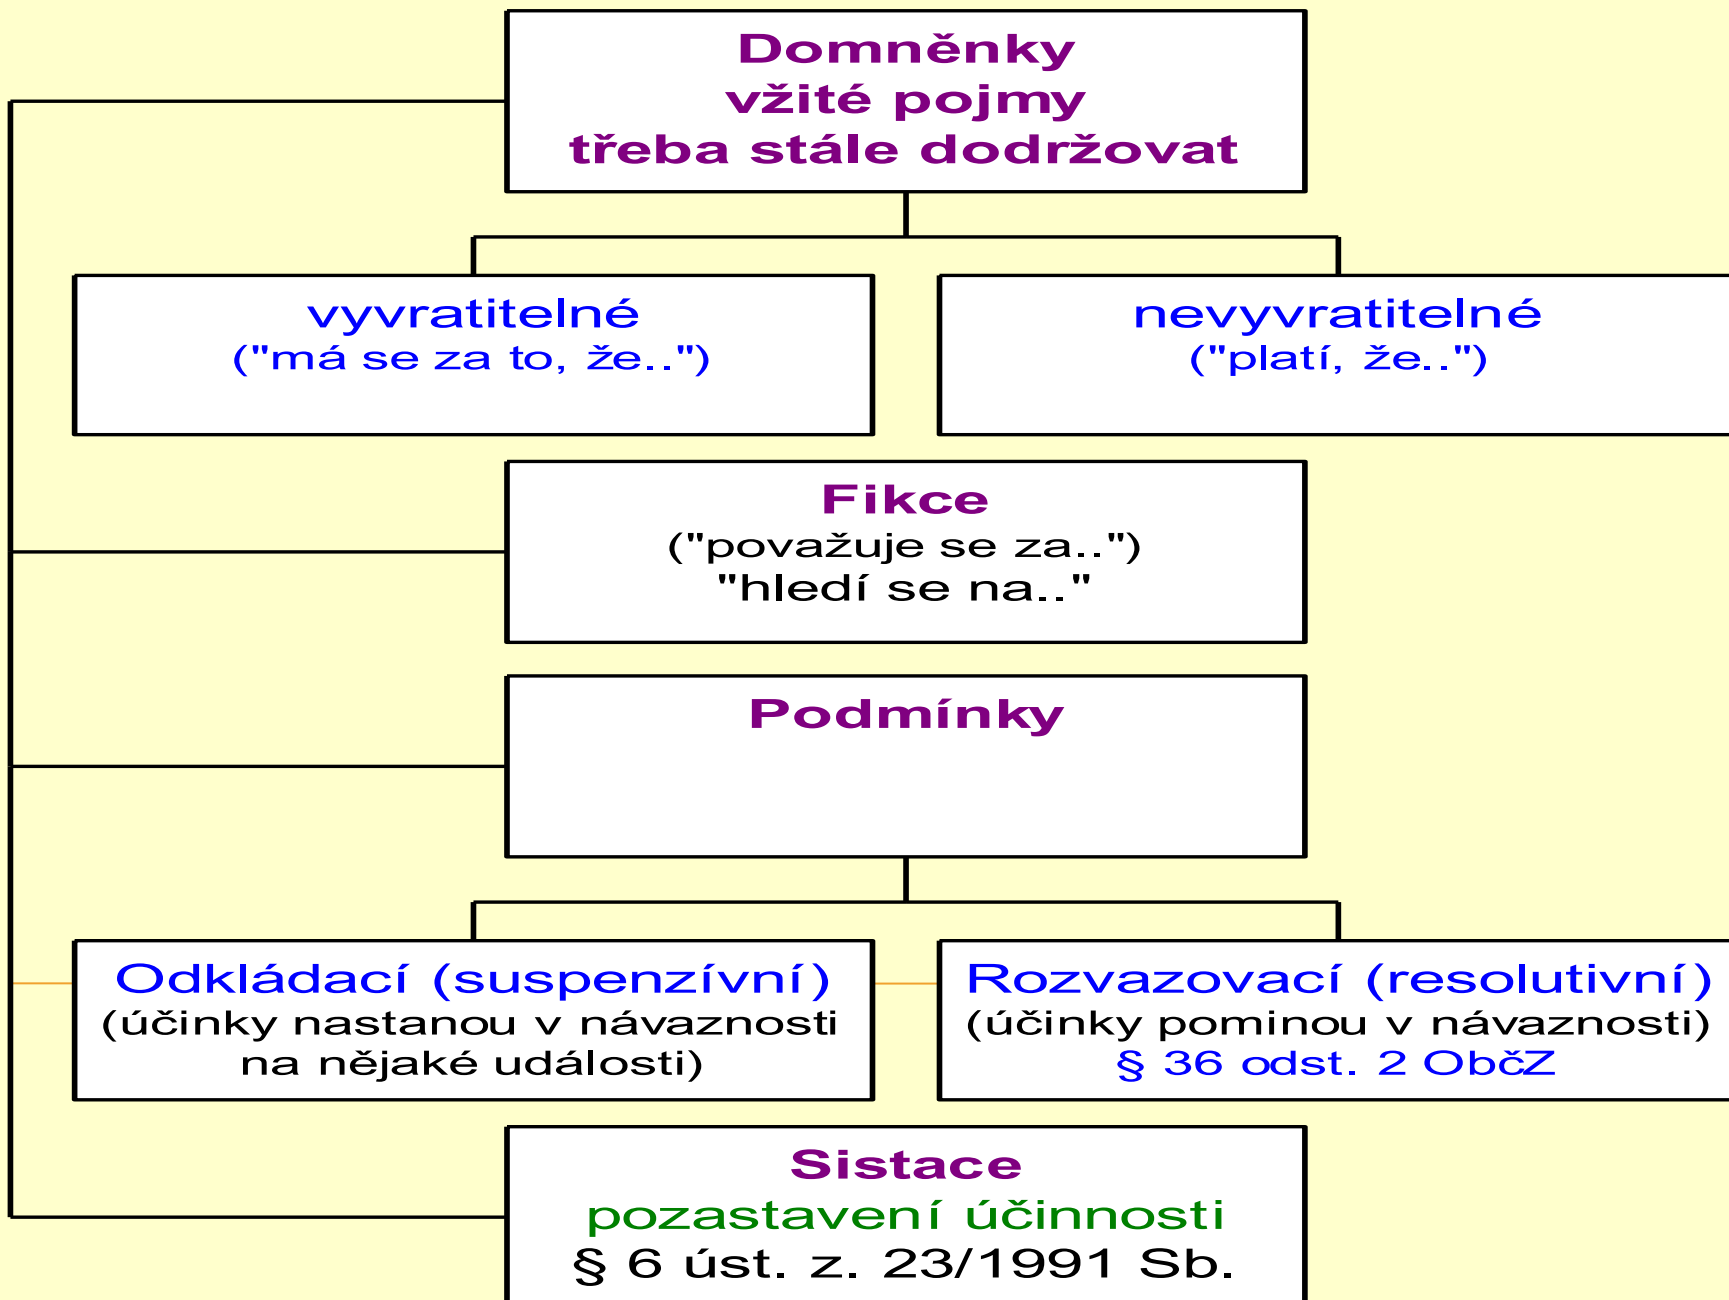 Domněnky
vžité pojmy
třeba stále dodržovat
vyvratitelné
("má se za to, že..")
nevyvratitelné
("platí, že..")
Fikce
("považuje se za..")
"hledí se na.."
Podmínky
Odkládací (suspenzívní)
(účinky nastanou v návaznosti
na nějaké události)
Rozvazovací (resolutivní)
(účinky pominou v návaznosti)
§ 36 odst. 2 ObčZ
Sistace
pozastavení účinnosti
§ 6 úst. z. 23/1991 Sb.